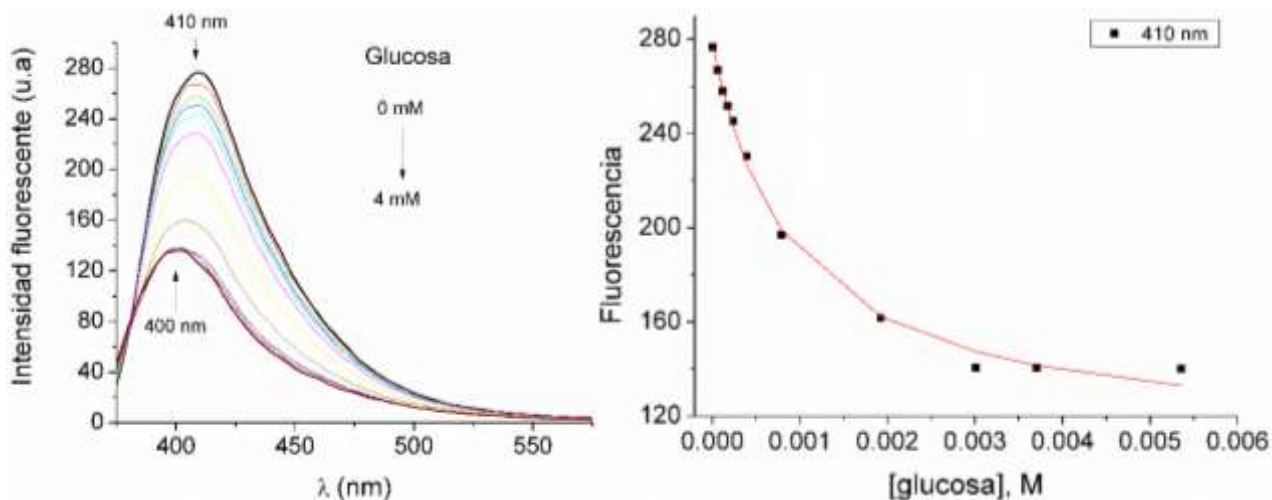 410 nm
Glucosa
0 mM
4 mM
400 nm
Intensidad fluorescente (u.a)
280
240
200
160
120
80
40
0
400
450
500
550
λ (nm)
410 nm
Fluorescencia
280
240
200
160
120
0.000
0.001
0.002
0.003
0.004
0.005
0.006
[glucosa], M